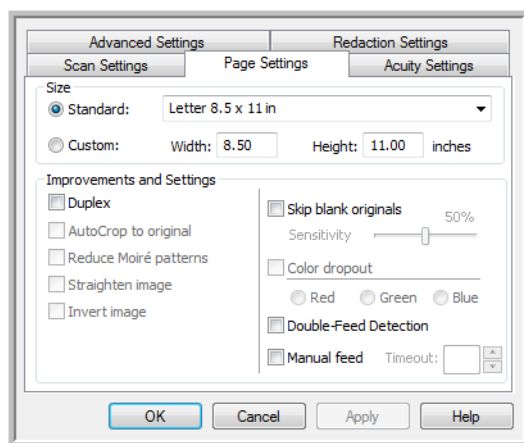 Advanced Settings Redaction Settings
Scan Settings Page Settings Acuity Settings
Size
Standard: Letter 8.5 x 11 in
Custom: Width: 8.50 Height: 11.00 inches
Improvements and Settings
Duplex
AutoCrop to original
Reduce Moiré patterns
Straighten image
Invert image
Skip blank originals 50%
Sensitivity
Color dropout
Red Green Blue
Double-Feed Detection
Manual feed Timeout:
OK Cancel Apply Help